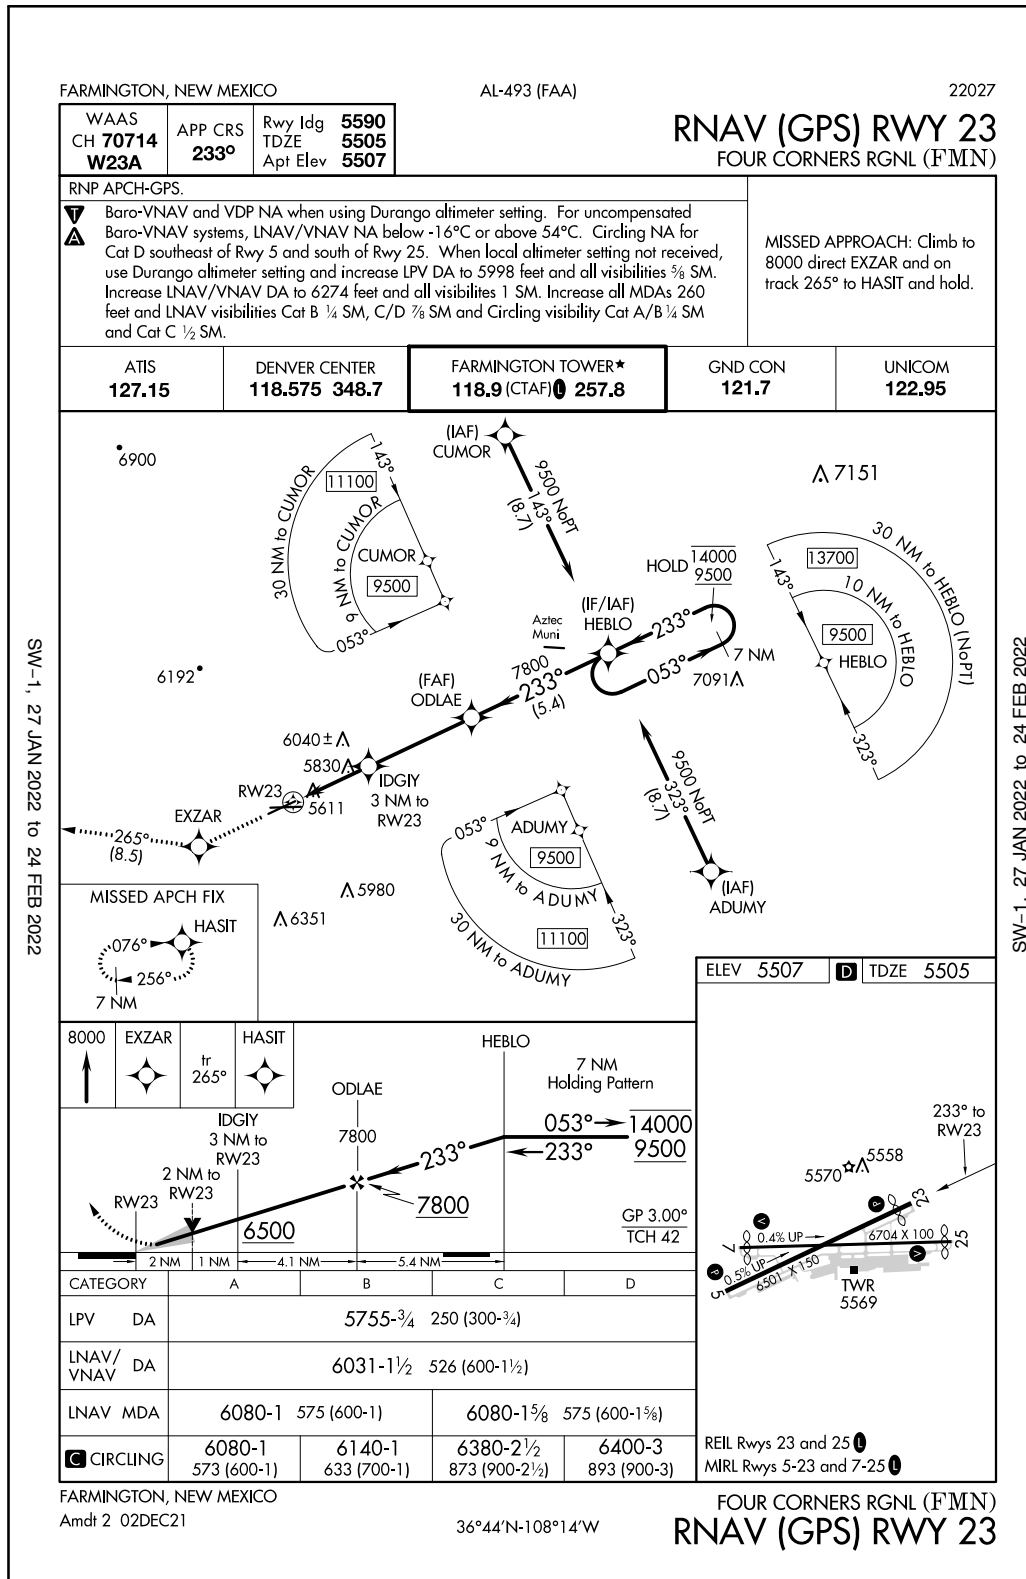 FARMINGTON, NEW MEXICO
AL-493 (FAA)
22027
WAAS
CH 70714
W23A
APP CRS
233°
Rwy Idg 5590
TDZE 5505
Apt Elev 5507
RNAV (GPS) RWY 23
FOUR CORNERS RGNL (FMN)
RNP APCH-GPS.
T
A
Baro-VNAV and VDP NA when using Durango altimeter setting. For uncompensated
Baro-VNAV systems, LNAV/VNAV NA below -16°C or above 54°C. Circling NA for
Cat D southeast of Rwy 5 and south of Rwy 25. When local altimeter setting not received,
use Durango altimeter setting and increase LPV DA to 5998 feet and all visibilities ⅝ SM.
Increase LNAV/VNAV DA to 6274 feet and all visibilites 1 SM. Increase all MDAs 260
feet and LNAV visibilities Cat B ¼ SM, C/D ⅞ SM and Circling visibility Cat A/B ¼ SM
and Cat C ½ SM.
MISSED APPROACH: Climb to
8000 direct EXZAR and on
track 265° to HASIT and hold.
ATIS
127.15
DENVER CENTER
118.575 348.7
FARMINGTON TOWER★
118.9 (CTAF) L 257.8
GND CON
121.7
UNICOM
122.95
6900
30 NM to CUMOR
143°
11100
9 NM to CUMOR
CUMOR
9500
053°
(IAF)
CUMOR
9500 NoPT
143°
(8.7)
7151
HOLD
14000
9500
30 NM to HEBLO (NoPT)
13700
143°
10 NM to HEBLO
9500
HEBLO
323°
(IF/IAF)
HEBLO
Aztec
Muni
233°
053°
7 NM
7091
7800
233°
(5.4)
6192
(FAF)
ODLAE
6040±
5830
IDGIY
3 NM to
RW23
RW23
5611
EXZAR
265°
(8.5)
9500 NoPT
323°
(8.7)
(IAF)
ADUMY
053°
ADUMY
9500
9 NM to ADUMY
323°
11100
30 NM to ADUMY
5980
6351
MISSED APCH FIX
HASIT
076°
256°
7 NM
SW-1, 27 JAN 2022 to 24 FEB 2022
SW-1, 27 JAN 2022 to 24 FEB 2022
ELEV 5507
D
TDZE 5505
233° to
RW23
5570
5558
P
23
V
0.4% UP
6704 X 100
7
25
V
P
0.5% UP
6501 X 150
5
TWR
5569
REIL Rwys 23 and 25 L
MIRL Rwys 5-23 and 7-25 L
8000
EXZAR
tr
265°
HASIT
HEBLO
7 NM
Holding Pattern
ODLAE
053°
14000
233°
9500
IDGIY
3 NM to
RW23
7800
233°
2 NM to
RW23
RW23
7800
6500
GP 3.00°
TCH 42
2 NM
1 NM
4.1 NM
5.4 NM
CATEGORY A B C D
LPV DA 5755-¾ 250 (300-¾)
LNAV/
VNAV DA 6031-1½ 526 (600-1½)
LNAV MDA 6080-1 575 (600-1) 6080-1⅝ 575 (600-1⅝)
C CIRCLING
6080-1
573 (600-1)
6140-1
633 (700-1)
6380-2½
873 (900-2½)
6400-3
893 (900-3)
FARMINGTON, NEW MEXICO
Amdt 2 02DEC21
36°44'N-108°14'W
FOUR CORNERS RGNL (FMN)
RNAV (GPS) RWY 23